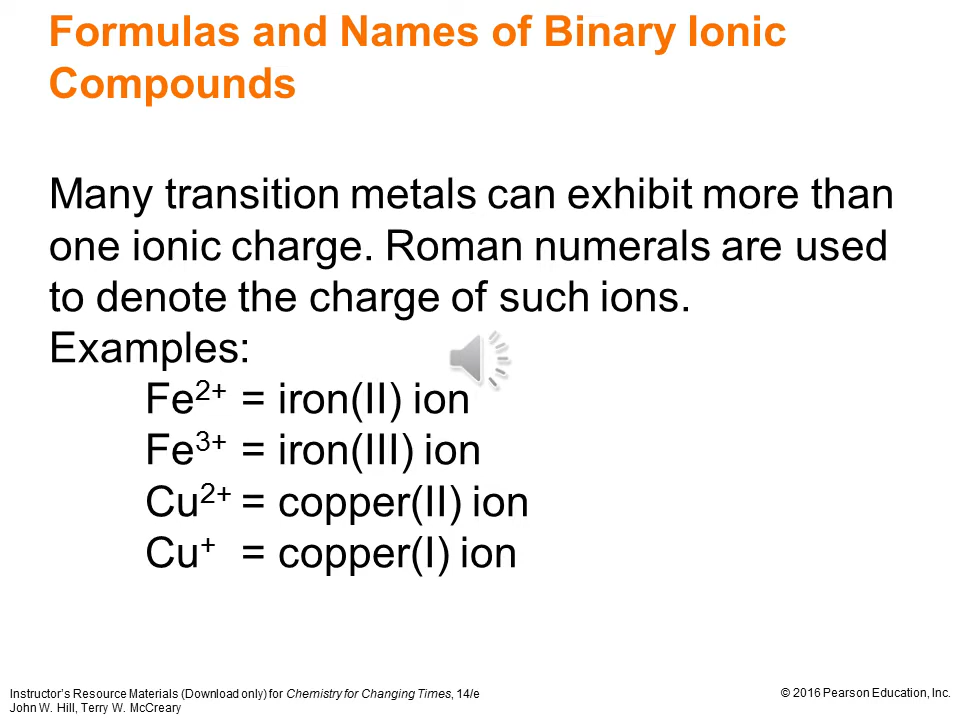 Formulas and Names of Binary Ionic
Compounds
Many transition metals can exhibit more than
one ionic charge. Roman numerals are used
to denote the charge of such ions.
Examples:
Fe²⁺ = iron(II) ion
Fe³⁺ = iron(III) ion
Cu²⁺ = copper(II) ion
Cu⁺ = copper(I) ion
Instructor's Resource Materials (Download only) for Chemistry for Changing Times, 14/e
John W. Hill, Terry W. McCreary
© 2016 Pearson Education, Inc.